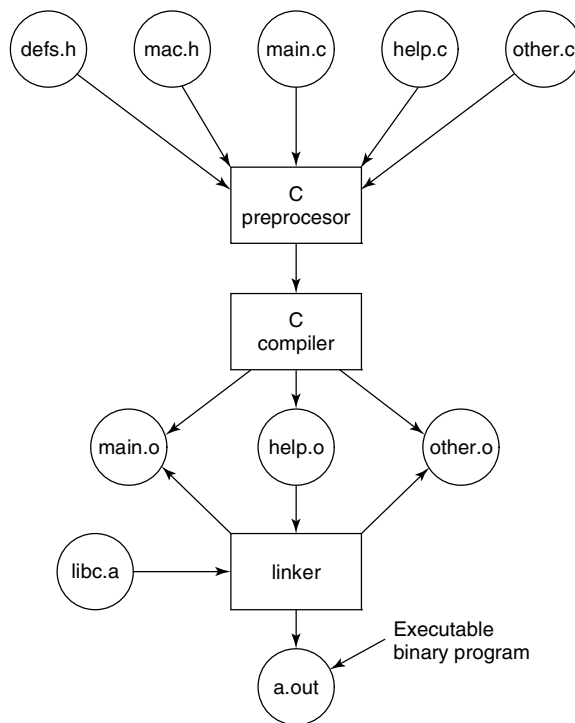 defs.h
mac.h
main.c
help.c
other.c
C
preprocesor
C
compiler
main.o
help.o
other.o
libc.a
linker
Executable
binary program
a.out